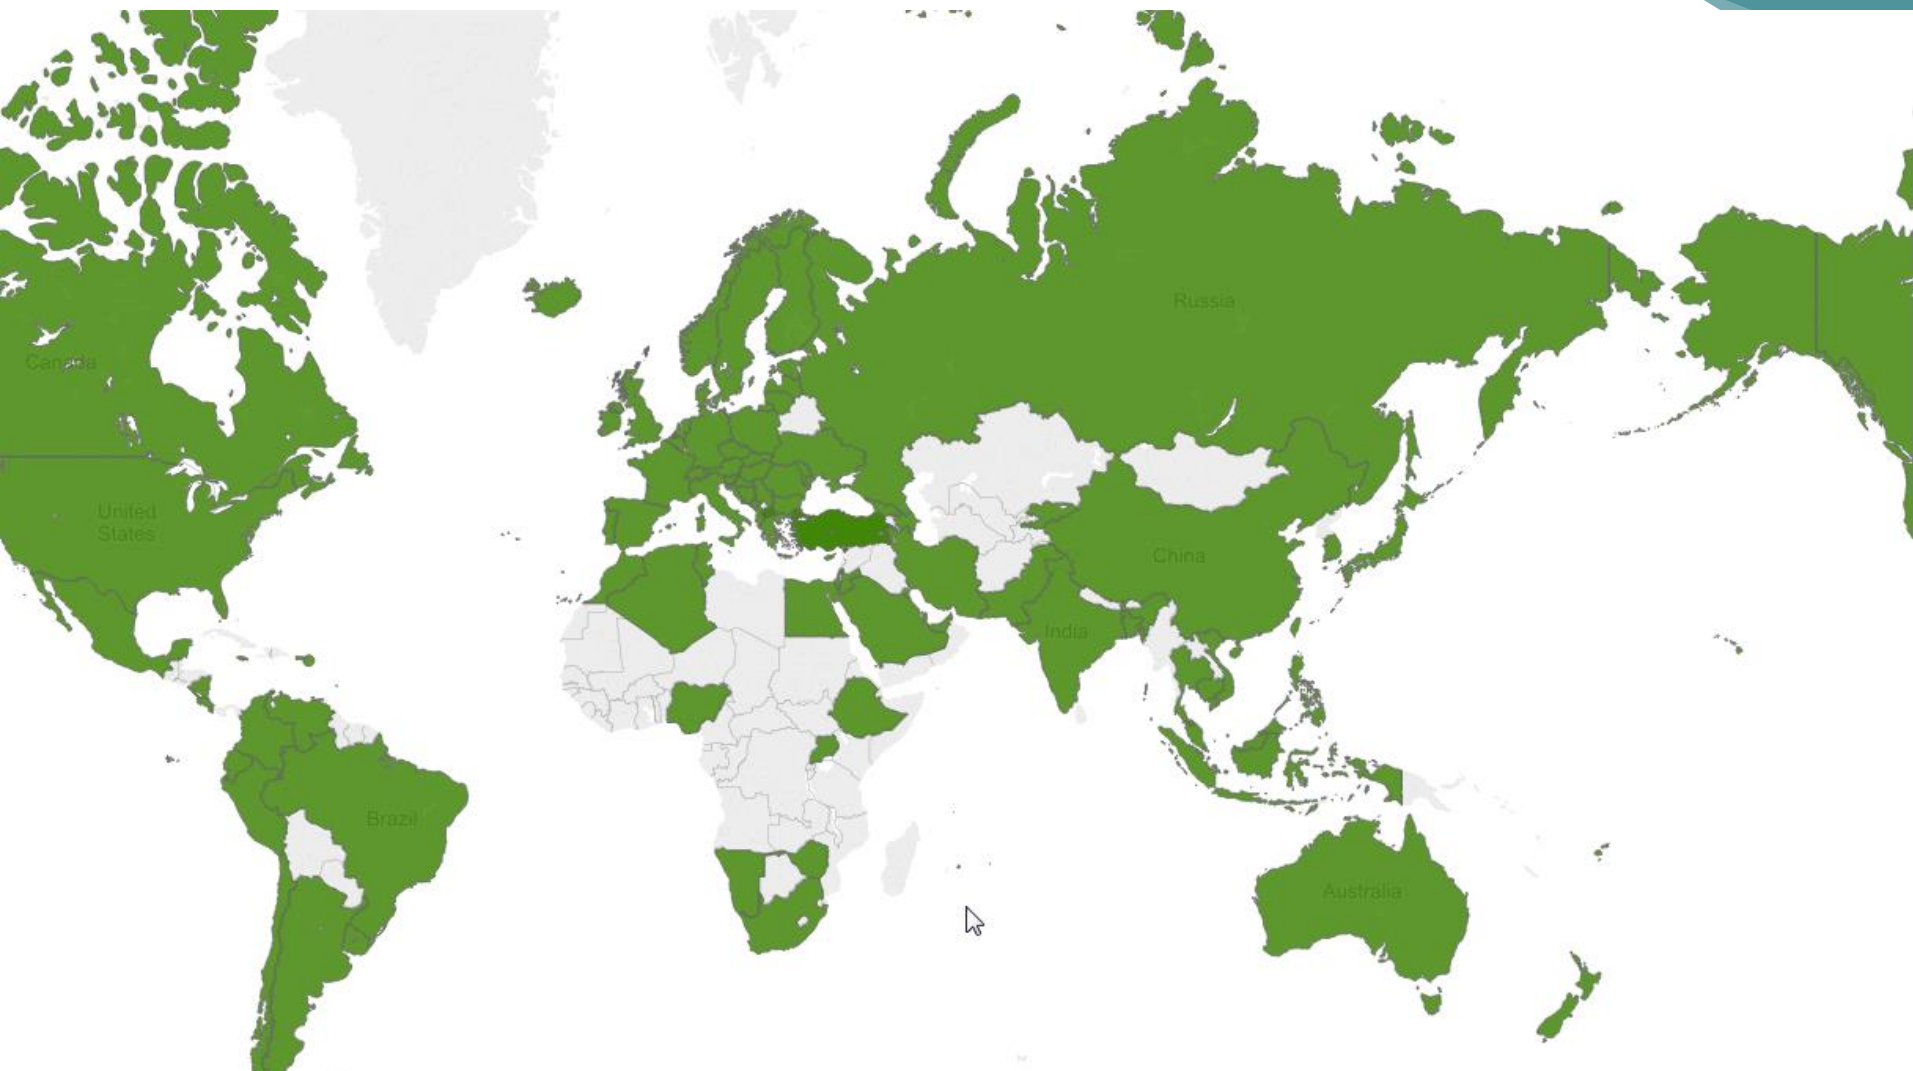 Russia
Canada
United
States
China
India
Brazil
Australia